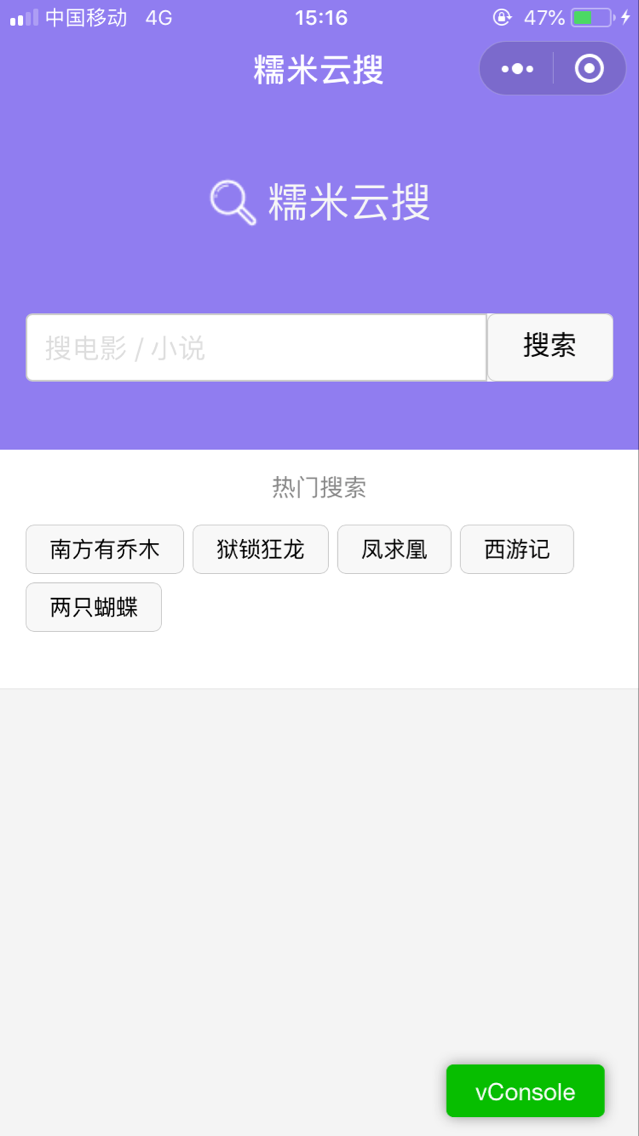 中国移动 4G 15:16 47%
糯米云搜
糯米云搜
搜电影 / 小说 搜索
热门搜索
南方有乔木 狱锁狂龙 凤求凰 西游记
两只蝴蝶
vConsole